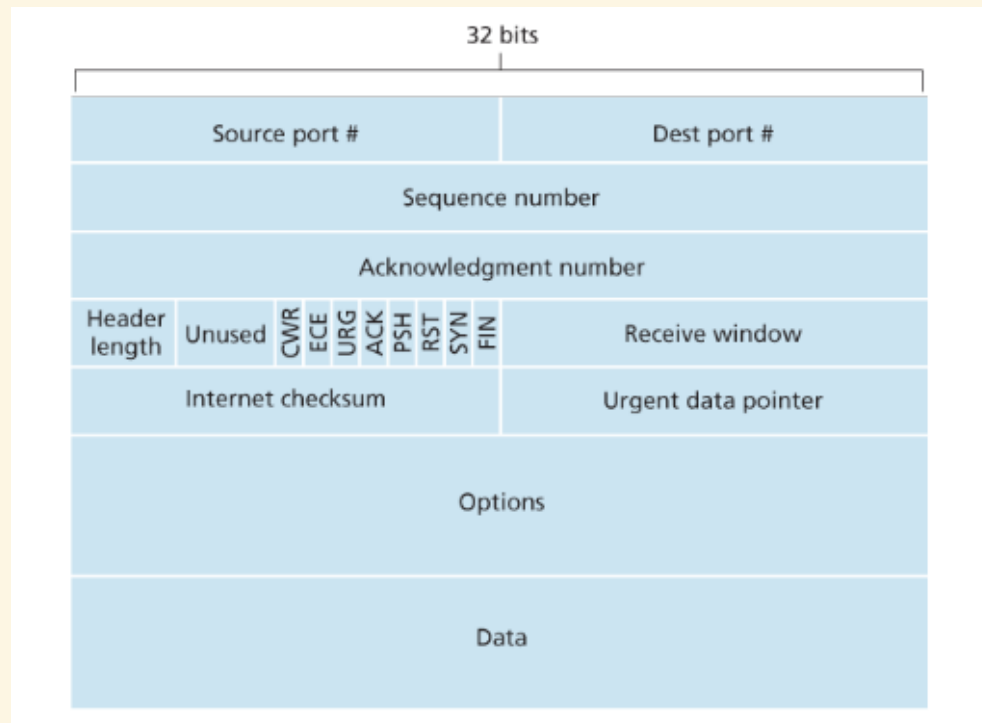 32 bits
Source port #
Dest port #
Sequence number
Acknowledgment number
Header
length
Unused
CWR
ECE
URG
ACK
PSH
RST
SYN
FIN
Receive window
Internet checksum
Urgent data pointer
Options
Data